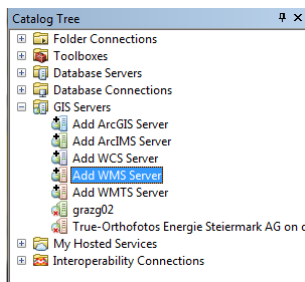 Catalog Tree
Folder Connections
Toolboxes
Database Servers
Database Connections
GIS Servers
Add ArcGIS Server
Add ArcIMS Server
Add WCS Server
Add WMS Server
Add WMTS Server
grazg02
True-Orthofotos Energie Steiermark AG on
My Hosted Services
Interoperability Connections